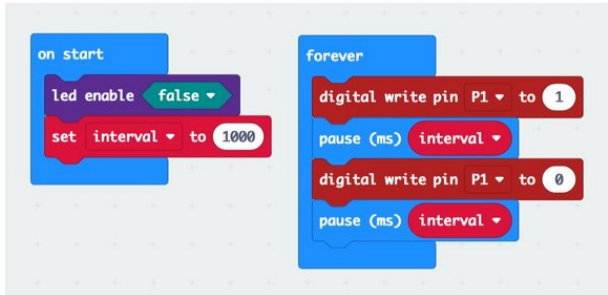 on start
led enable false
set interval to 1000
forever
digital write pin P1 to 1
pause (ms) interval
digital write pin P1 to 0
pause (ms) interval